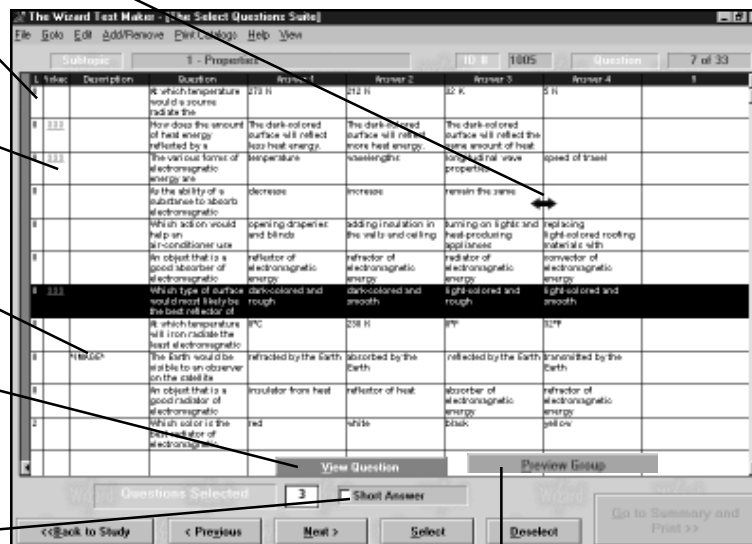 The Wizard Test Maker - [The Select Questions Suite]
File Goto Edit Add/Remove Print Catalogs Help View
Subtopic 1 - Properties ID # 1005 Question 7 of 33
L Description Question Answer 1 Answer 2 Answer 3 Answer 4
At which temperature 273 K 212 K 32 K 5 K
would a source
radiate the
How does the amount The dark-colored The dark-colored The dark-colored
of heat energy surface will reflect surface will reflect surface will reflect the
reflected by a less heat energy. more heat energy. same amount of heat
The various forms of temperature wavelengths longitudinal wave speed of travel
electromagnetic properties
energy are
As the ability of a decrease increase remain the same
substance to absorb
electromagnetic
Which action would opening draperies adding insulation in turning on lights and replacing
help an and blinds the walls and ceiling heat-producing light-colored roofing
air-conditioner use appliances materials with
An object that is a reflector of refractor of radiator of convector of
good absorber of electromagnetic electromagnetic electromagnetic electromagnetic
electromagnetic energy energy energy energy
Which type of surface dark-colored and dark-colored and light-colored and light-colored and
would most likely be rough smooth rough smooth
the best reflector of
At which temperature 0°C 230 K 0°F 32°F
will iron radiate the
least electromagnetic
*IMAGE* The Earth would be refracted by the Earth absorbed by the reflected by the Earth transmitted by the
visible to an observer Earth Earth
on the satellite
An object that is a insulator from heat reflector of heat absorber of refractor of
good radiator of electromagnetic electromagnetic
electromagnetic energy energy
2 Which color is the red white black yellow
best radiator of
electromagnetic
View Question Preview Group
Questions Selected 3 Short Answer
<<Back to Study < Previous Next > Select Deselect Go to Summary and
Print >>